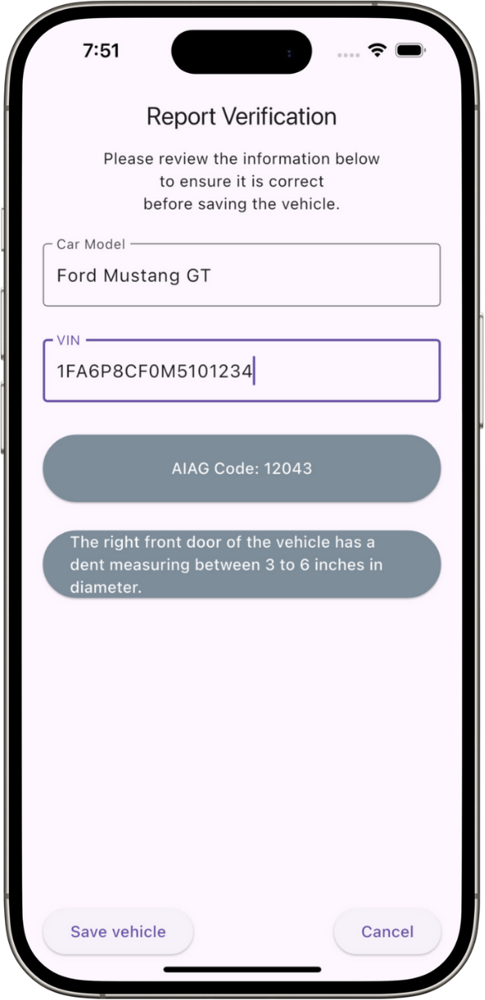 7:51
Report Verification
Please review the information below
to ensure it is correct
before saving the vehicle.
Car Model
Ford Mustang GT
VIN
1FA6P8CF0M5101234
AIAG Code: 12043
The right front door of the vehicle has a
dent measuring between 3 to 6 inches in
diameter.
Save vehicle
Cancel